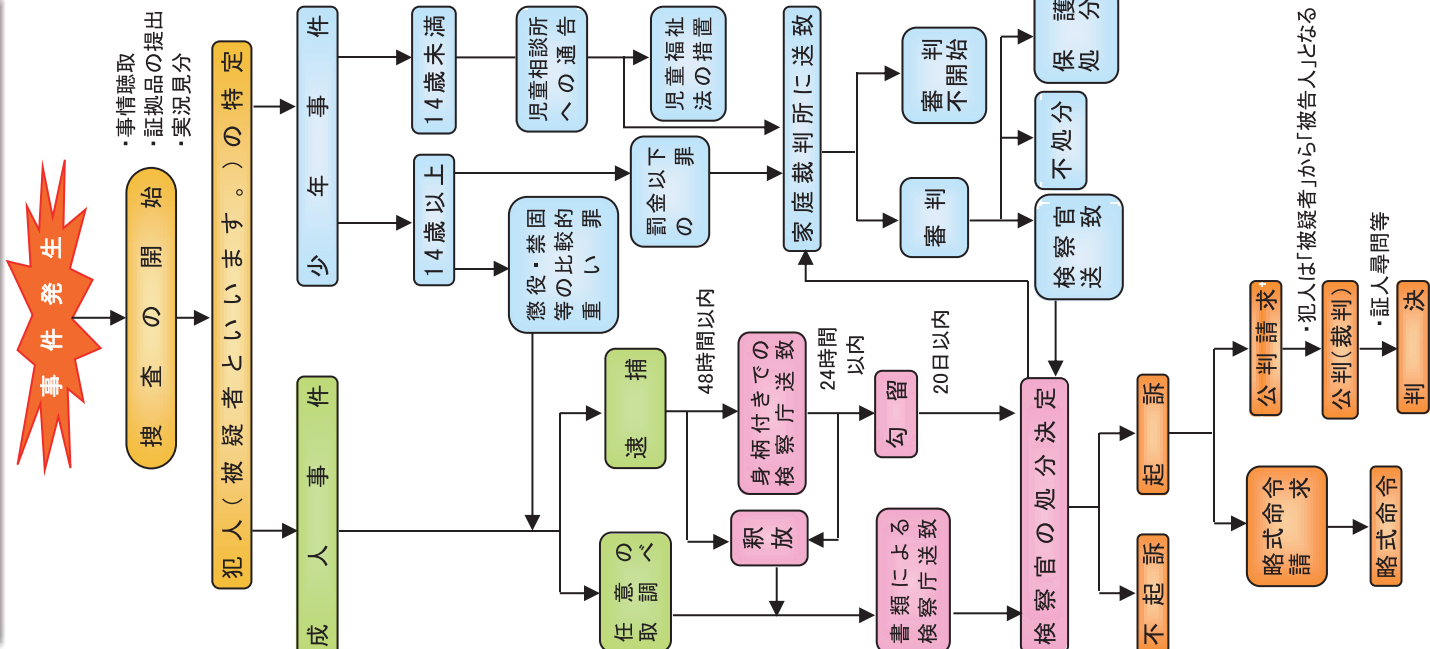 事件発生
捜査の開始
・事情聴取
・証拠品の提出
・実況見分
犯人(被疑者といいます。)の特定
成人事件
少年事件
14歳以上
14歳未満
児童相談所
への通告
児童福祉
法の措置
懲役・禁固
等の比較的
重い罪
罰金以下
の罪
家庭裁判所に送致
審判
審判
不開始
検察官
送致
不処分
保護
処分
任意の
取調べ
逮捕
48時間以内
身柄付きでの
検察庁送致
24時間
以内
釈放
勾留
20日以内
書類による
検察庁送致
検察官の処分決定
不起訴
起訴
略式命令
請求
略式命令
公判請求
・犯人は「被疑者」から「被告人」となる
公判(裁判)
・証人尋問等
判決